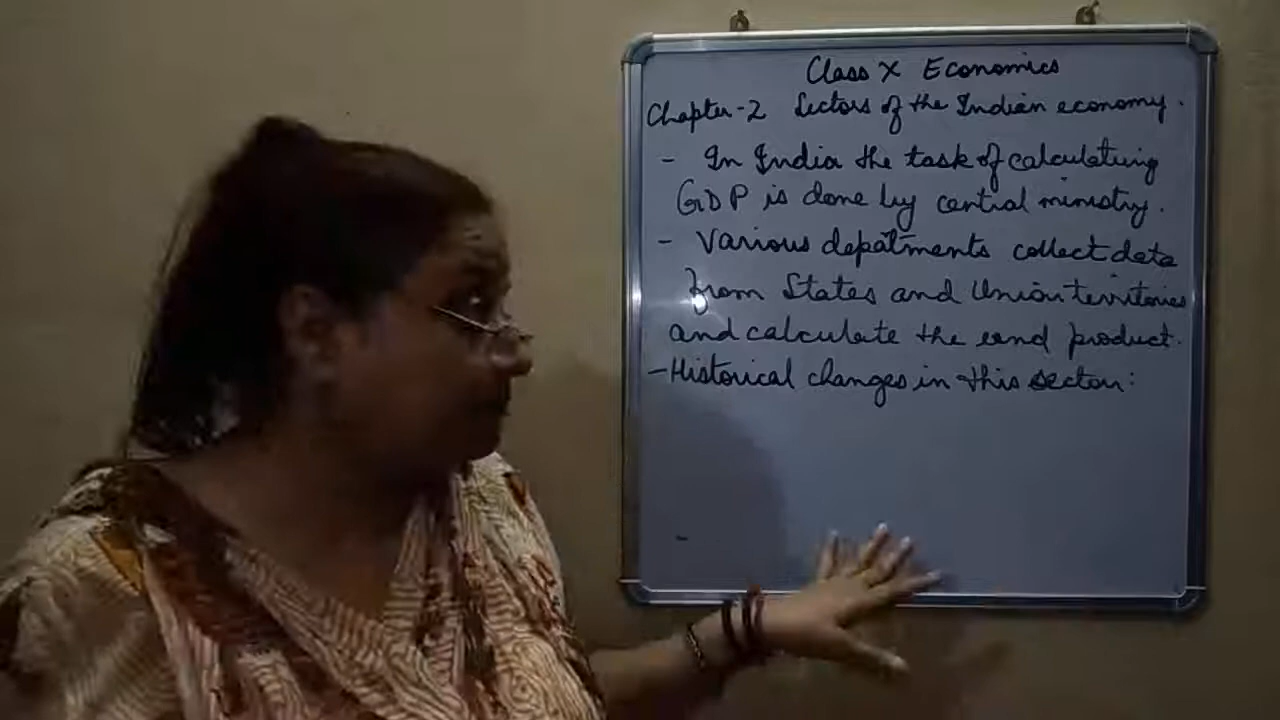 Class X Economics
Chapter-2 Sectors of the Indian economy.
- In India the task of calculating
GDP is done by central ministry.
- Various depatments collect data
from States and Union territories
and calculate the end product.
- Historical changes in this sector: